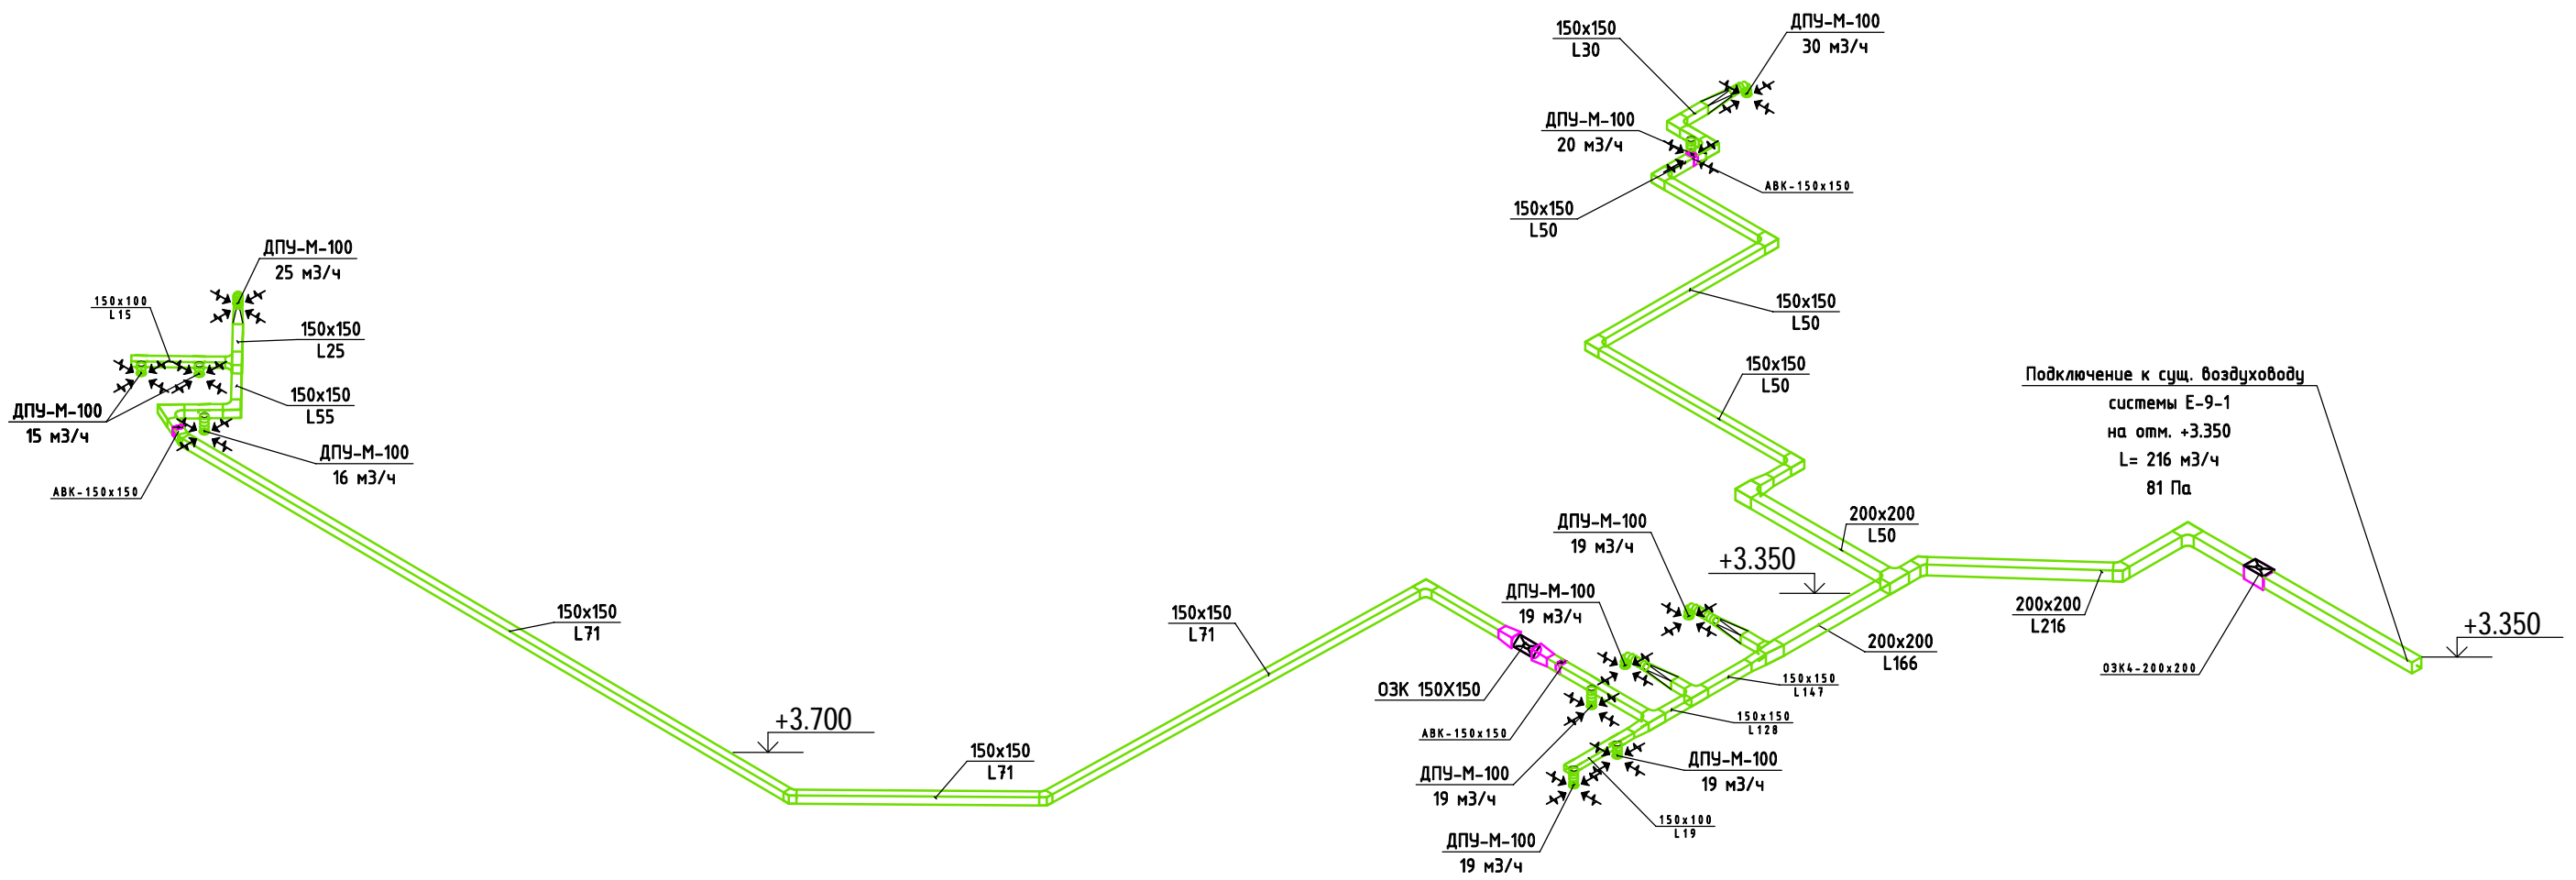 150x150
L30
ДПУ-М-100
30 м3/ч
ДПУ-М-100
20 м3/ч
АВК-150x150
150x150
L50
150x150
L50
150x150
L50
ДПУ-М-100
25 м3/ч
150x100
L15
150x150
L25
150x150
L55
ДПУ-М-100
15 м3/ч
ДПУ-М-100
16 м3/ч
АВК-150x150
Подключение к сущ. воздуховоду
системы Е-9-1
на отм. +3.350
L= 216 м3/ч
81 Па
200x200
L50
ДПУ-М-100
19 м3/ч
+3.350
ДПУ-М-100
19 м3/ч
150x150
L71
150x150
L71
200x200
L216
+3.350
200x200
L166
ОЗК4-200x200
ОЗК 150X150
150x150
L147
150x150
L128
АВК-150x150
+3.700
150x150
L71
ДПУ-М-100
19 м3/ч
ДПУ-М-100
19 м3/ч
150x100
L19
ДПУ-М-100
19 м3/ч